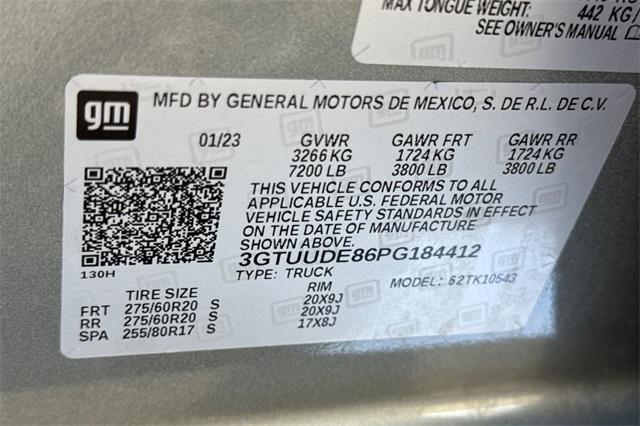 MAX TONGUE WEIGHT:
442 KG/
SEE OWNER'S MANUAL
gm
MFD BY GENERAL MOTORS DE MEXICO, S. DE R.L. DE C.V.
01/23 GVWR GAWR FRT GAWR RR
3266 KG 1724 KG 1724 KG
7200 LB 3800 LB 3800 LB
THIS VEHICLE CONFORMS TO ALL
APPLICABLE U.S. FEDERAL MOTOR
VEHICLE SAFETY STANDARDS IN EFFECT
ON THE DATE OF MANUFACTURE
SHOWN ABOVE.
3GTUUDE86PG184412
130H
TYPE: TRUCK MODEL: 62TK10543
TIRE SIZE RIM
FRT 275/60R20 S 20X9J
RR 275/60R20 S 20X9J
SPA 255/80R17 S 17X8J